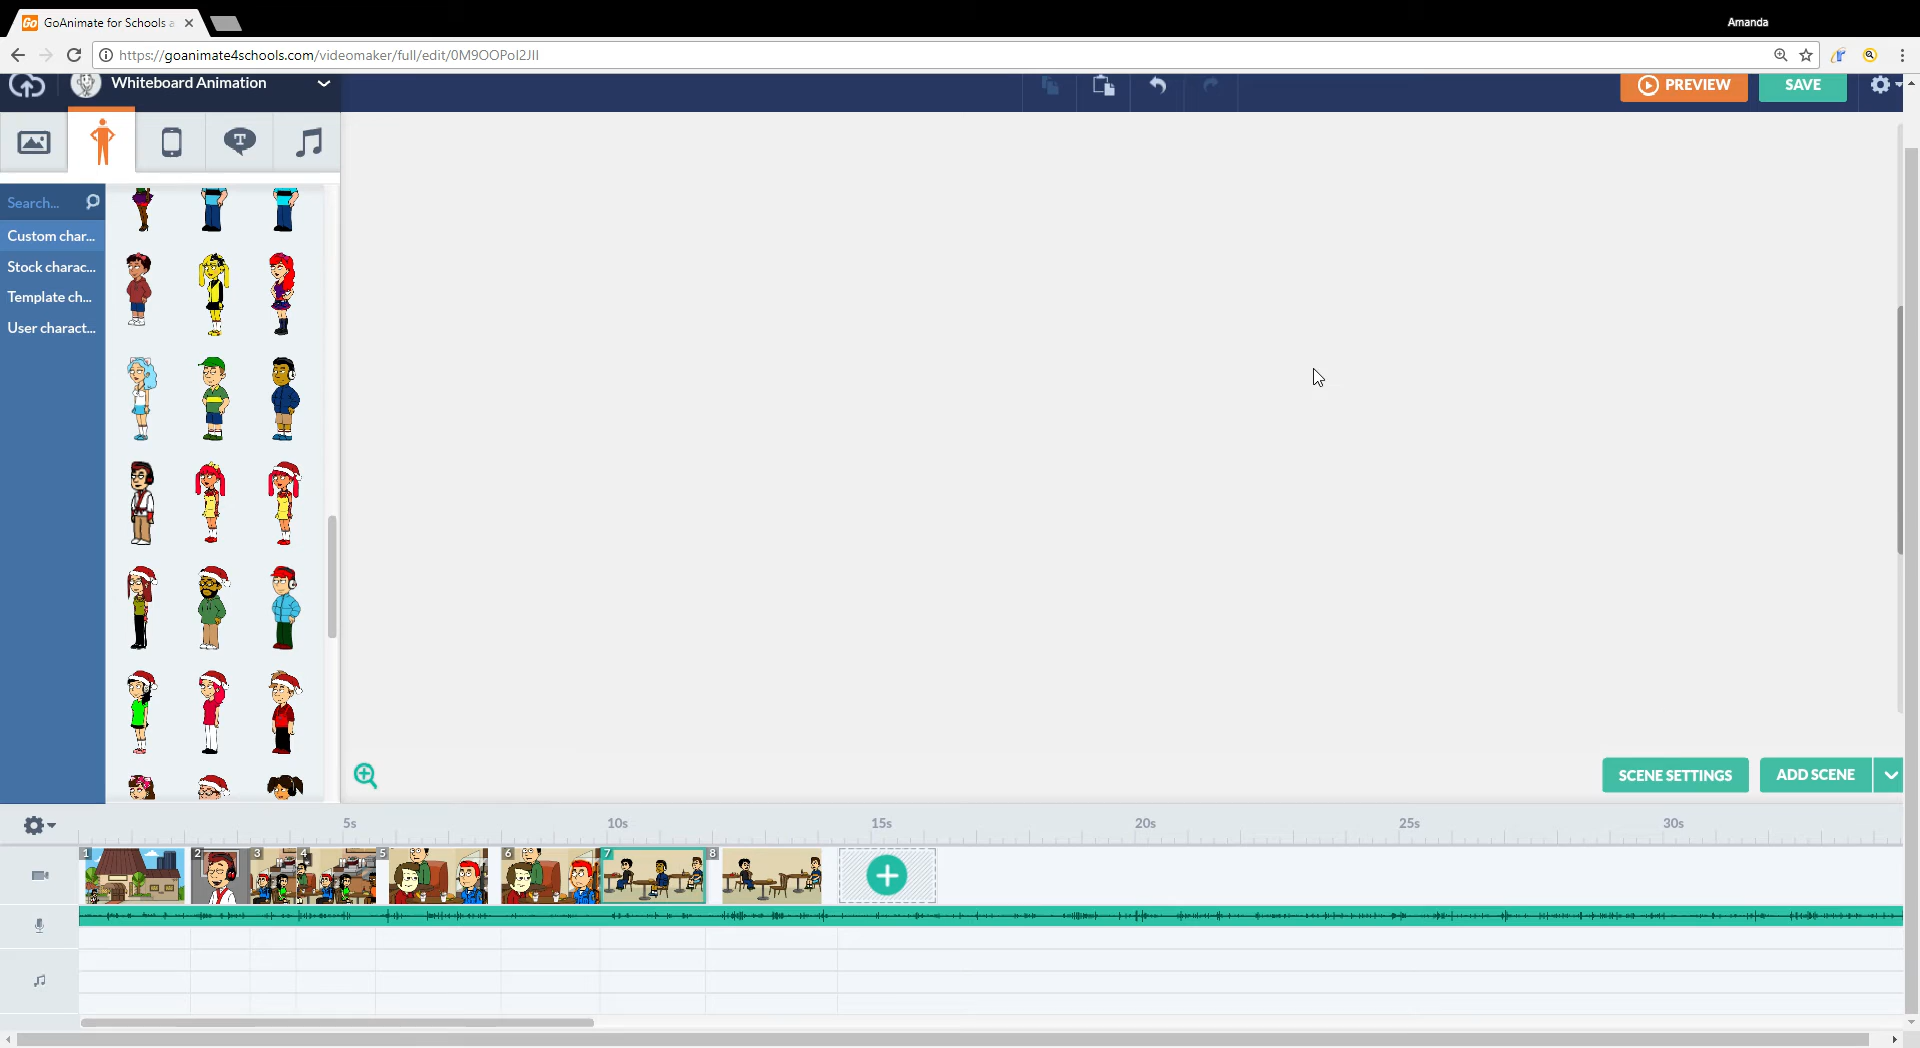 Go GoAnimate for Schools a
Amanda
https://goanimate4schools.com/videomaker/full/edit/0M9OOPoI2JII
Whiteboard Animation
PREVIEW
SAVE
T
Search...
Custom char...
Stock charac...
Template ch...
User charact...
SCENE SETTINGS
ADD SCENE
5s
10s
15s
20s
25s
30s
1
2
3
4
5
6
7
8